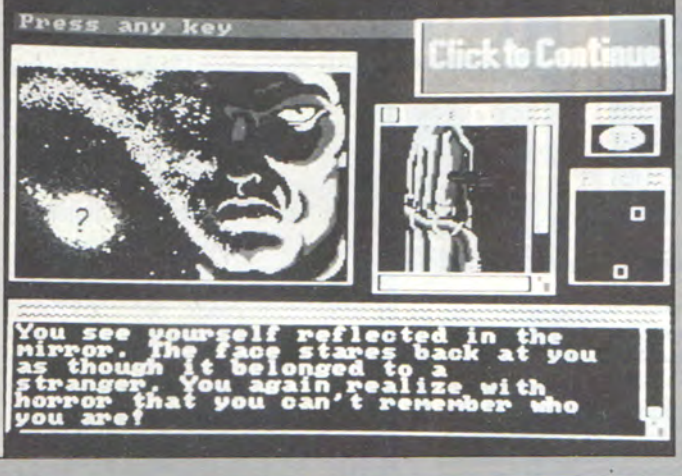 Press any key
Click to Continue
?
You see yourself reflected in the
mirror. The face stares back at you
as though it belonged to a
stranger. You again realize with
horror that you can't remember who
you are!